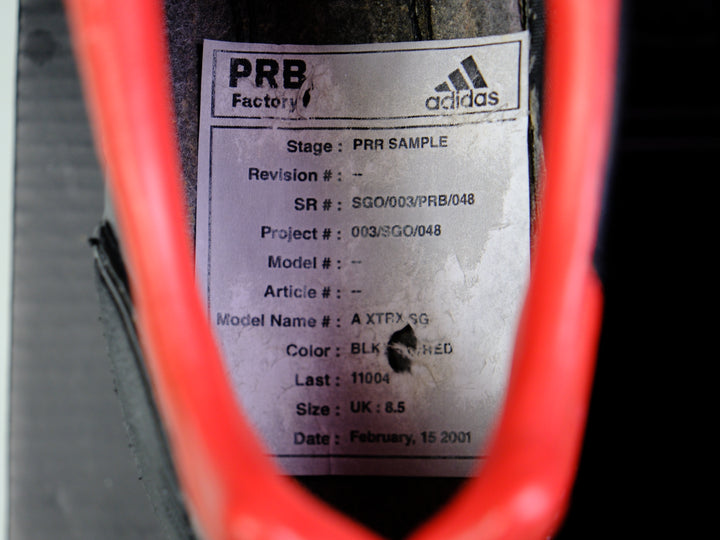 PRB
Factory
adidas
Stage : PRR SAMPLE
Revision # : --
SR # : SGO/003/PRB/048
Project # : 003/SGO/048
Model # : --
Article # : --
Model Name # : A XTRX SG
Color : BLK /RED
Last : 11004
Size : UK : 8.5
Date : February, 15 2001